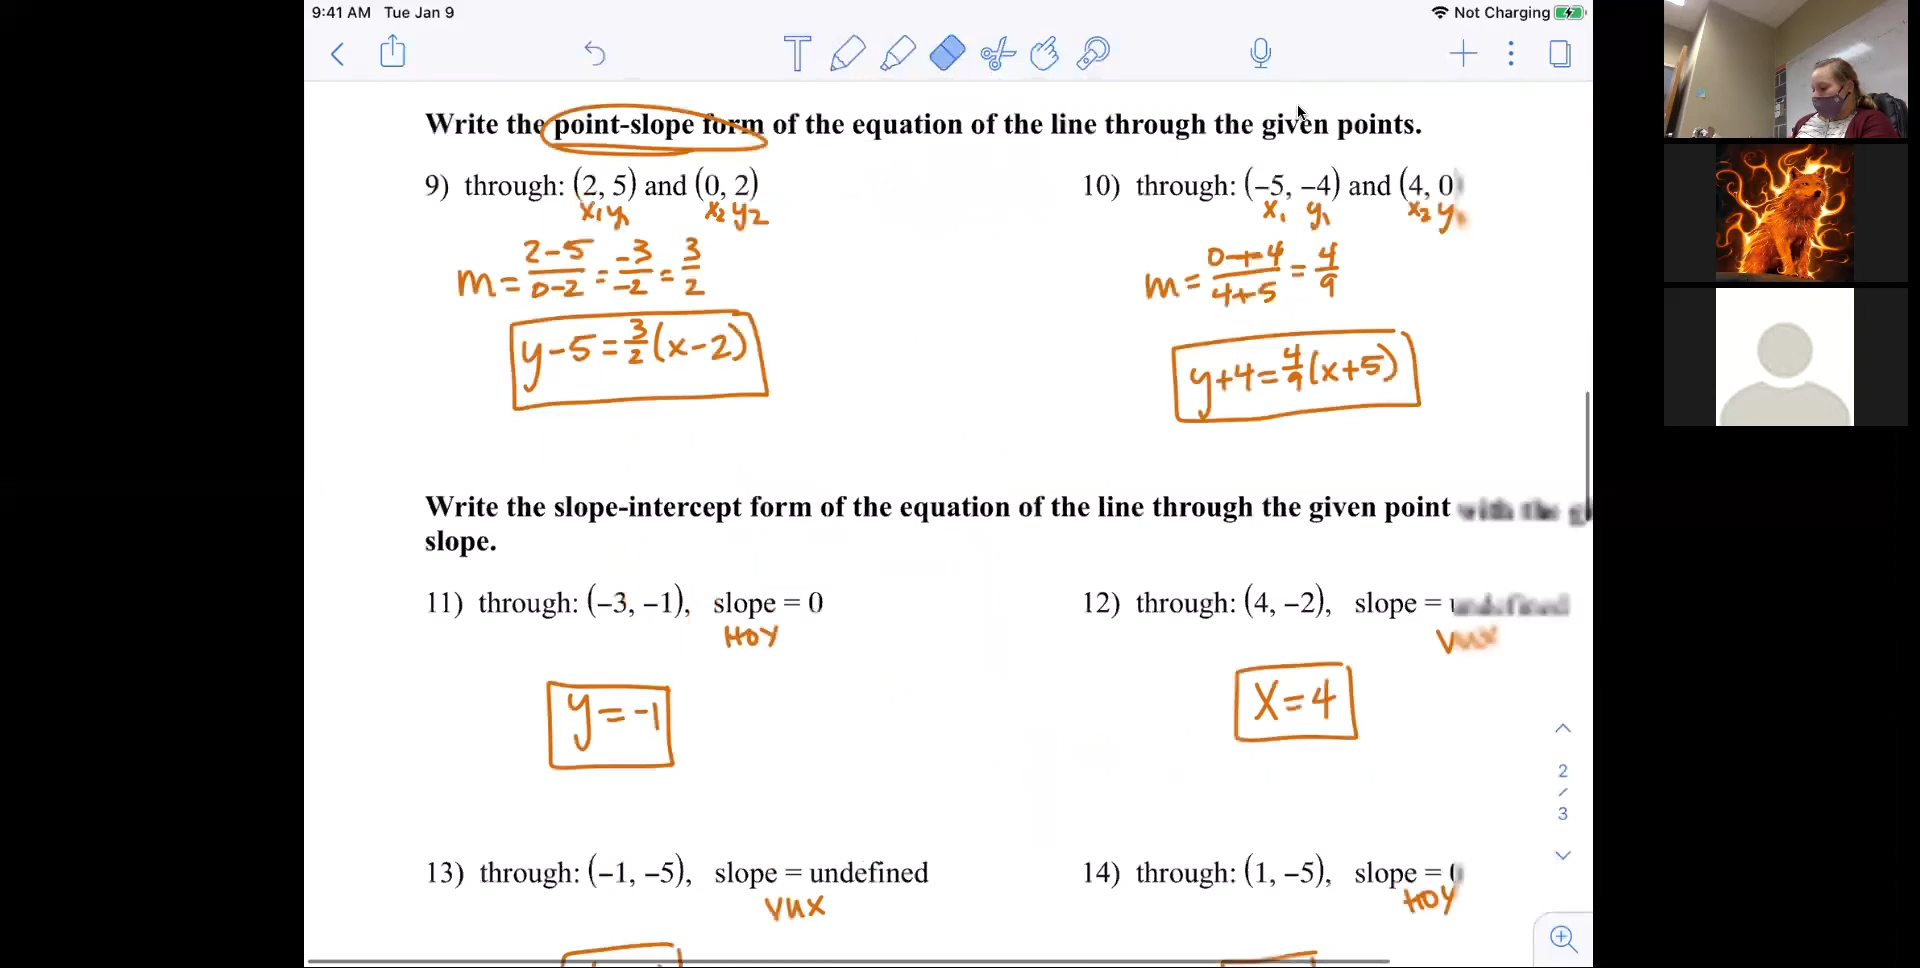 9:41 AM Tue Jan 9
Not Charging
Write the point-slope form of the equation of the line through the given points.
9) through: (2, 5) and (0, 2)
x₁ y₁ x₂ y₂
m = 2-5/0-2 = -3/-2 = 3/2
y-5=3/2(x-2)
10) through: (−5, −4) and (4, 0)
x₁ y₁ x₂ y
m = 0+4/4+5 = 4/9
y+4=4/9(x+5)
Write the slope-intercept form of the equation of the line through the given point with the
slope.
11) through: (−3, −1), slope = 0
HOY
y=-1
12) through: (4, −2), slope = undefined
VUX
X=4
13) through: (−1, −5), slope = undefined
VUX
14) through: (1, −5), slope = 0
HOY
2
/
3